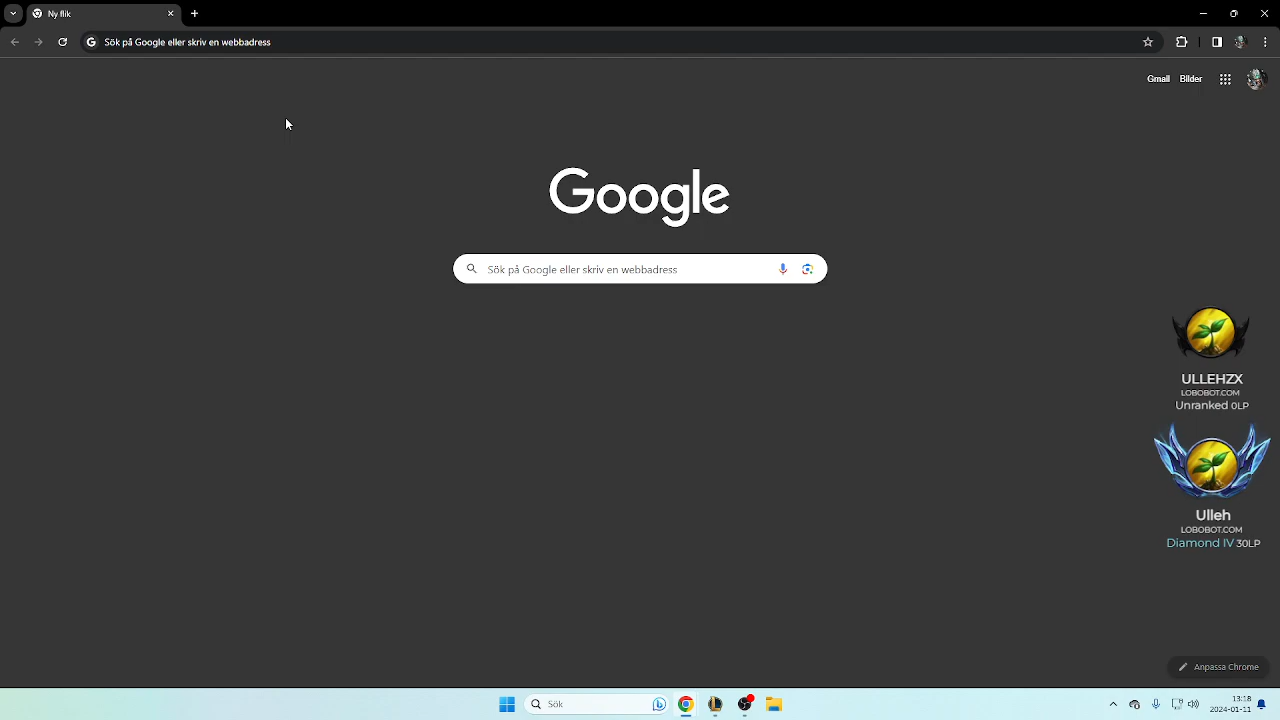 Ny flik
Sök på Google eller skriv en webbadress
Gmail Bilder
Google
Sök på Google eller skriv en webbadress
ULLEHZX
LOBOBOT.COM
Unranked 0LP
Ulleh
LOBOBOT.COM
Diamond IV 30LP
Anpassa Chrome
Sök
13:18
2024-01-11